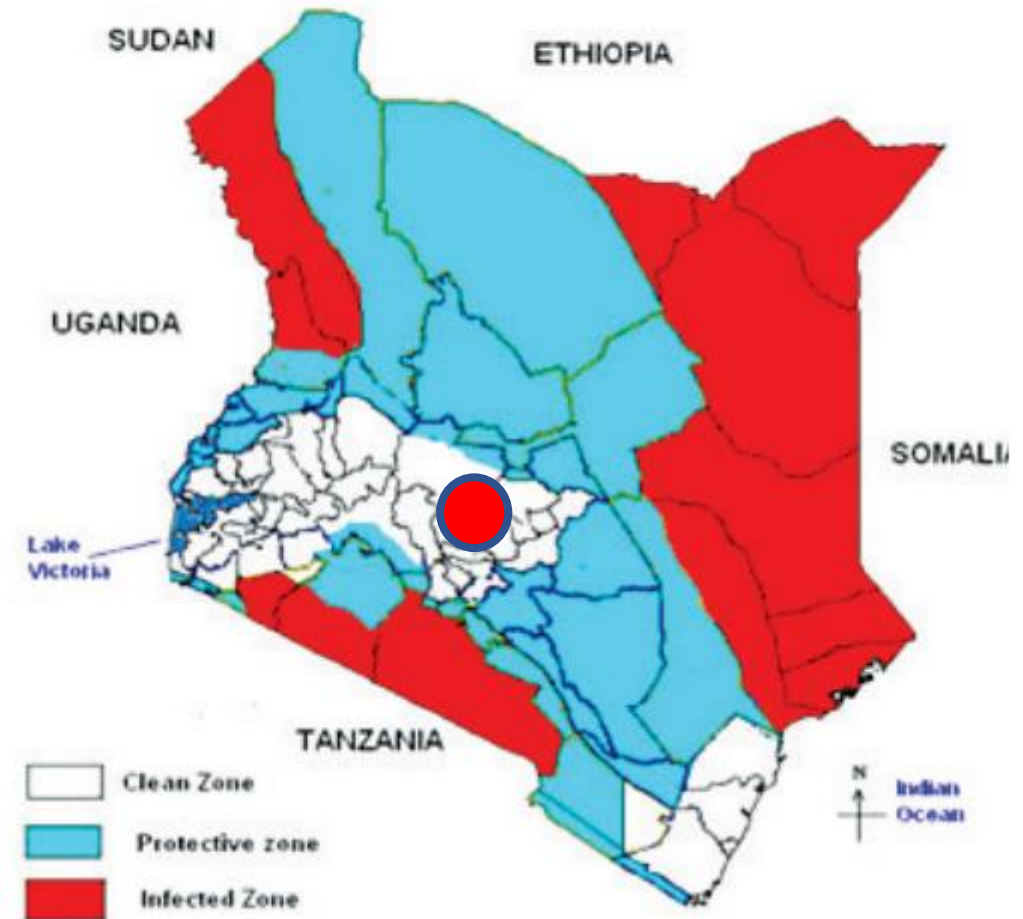 SUDAN
ETHIOPIA
UGANDA
SOMALIA
Lake
Victoria
TANZANIA
Clean Zone
Protective zone
Infected Zone
N
Indian
Ocean